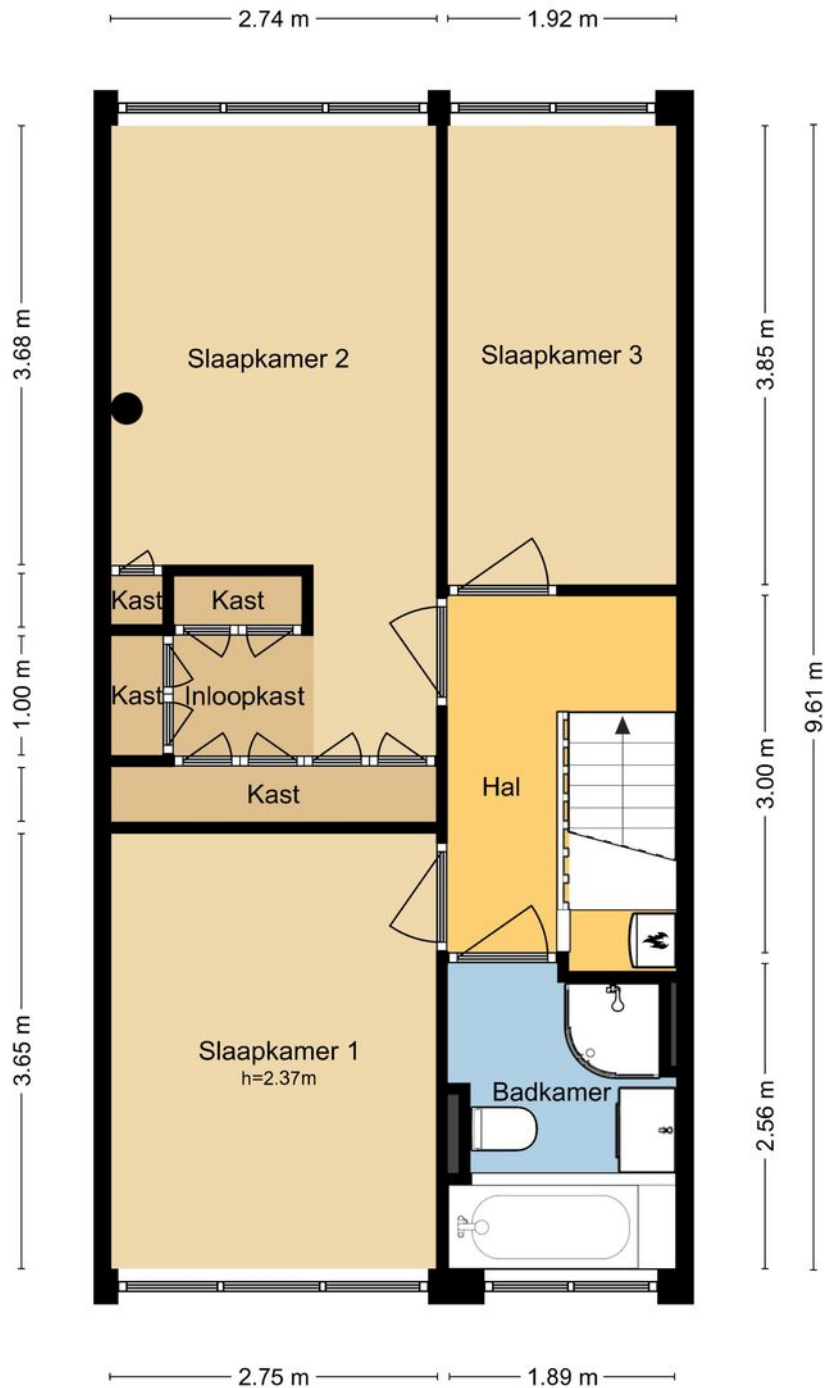 2.74 m
1.92 m
3.68 m
3.85 m
Slaapkamer 2
Slaapkamer 3
Kast
Kast
1.00 m
Kast
Inloopkast
9.61 m
Kast
Hal
3.00 m
3.65 m
Slaapkamer 1
h=2.37m
Badkamer
2.56 m
2.75 m
1.89 m